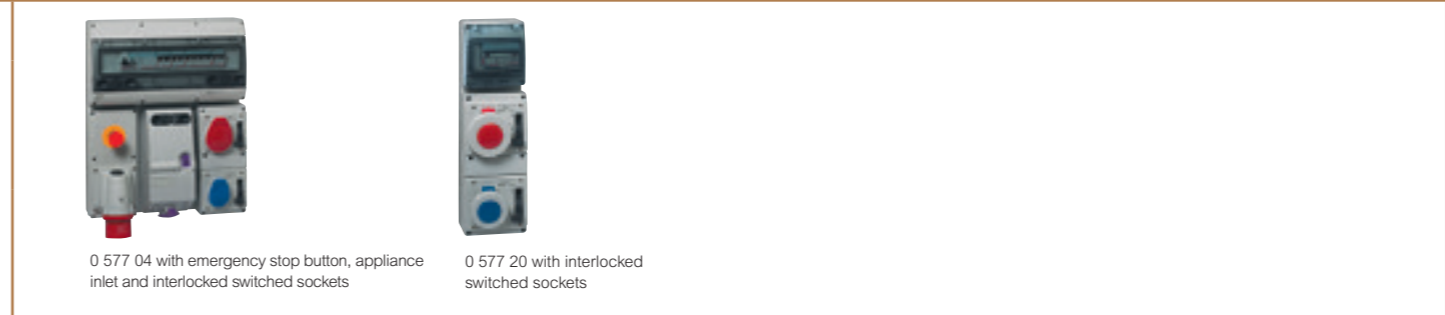 0 577 04 with emergency stop button, appliance
inlet and interlocked switched sockets
0 577 20 with interlocked
switched sockets